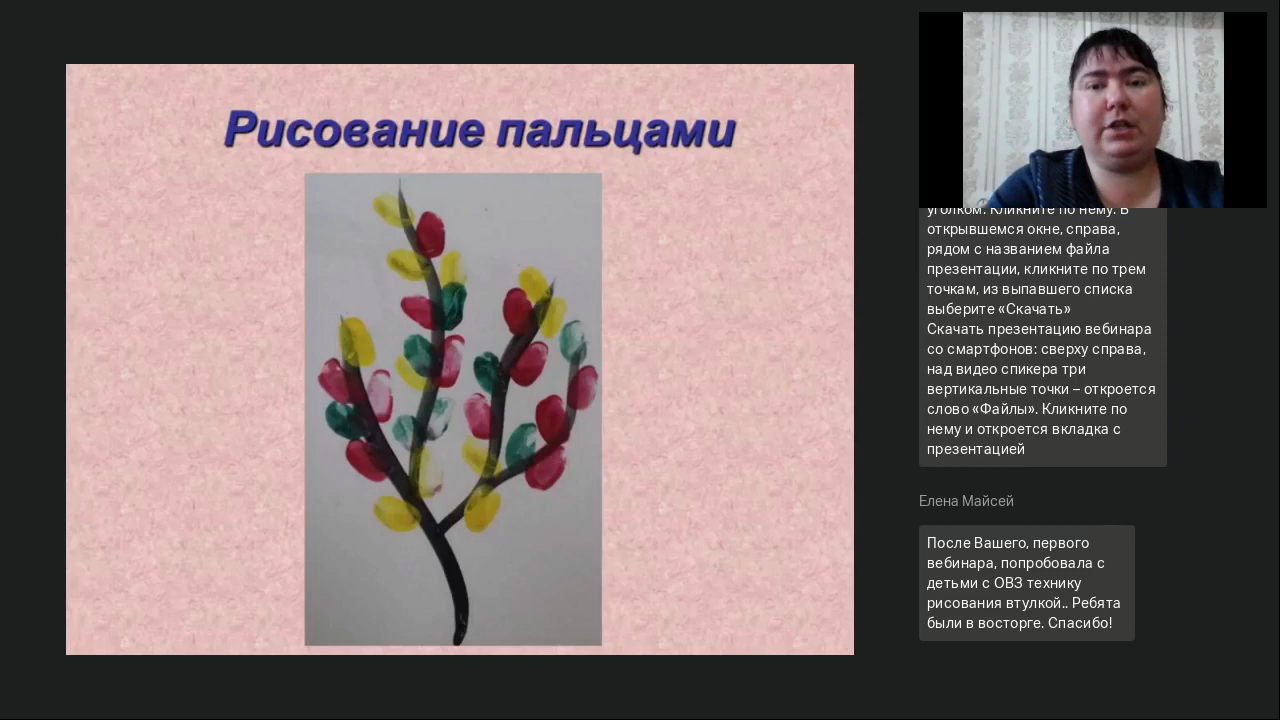 Рисование пальцами
уголком. Кликните по нему. В
открывшемся окне, справа,
рядом с названием файла
презентации, кликните по трем
точкам, из выпавшего списка
выберите «Скачать»
Скачать презентацию вебинара
со смартфонов: сверху справа,
над видео спикера три
вертикальные точки – откроется
слово «Файлы». Кликните по
нему и откроется вкладка с
презентацией
Елена Майсей
После Вашего, первого
вебинара, попробовала с
детьми с ОВЗ технику
рисования втулкой.. Ребята
были в восторге. Спасибо!